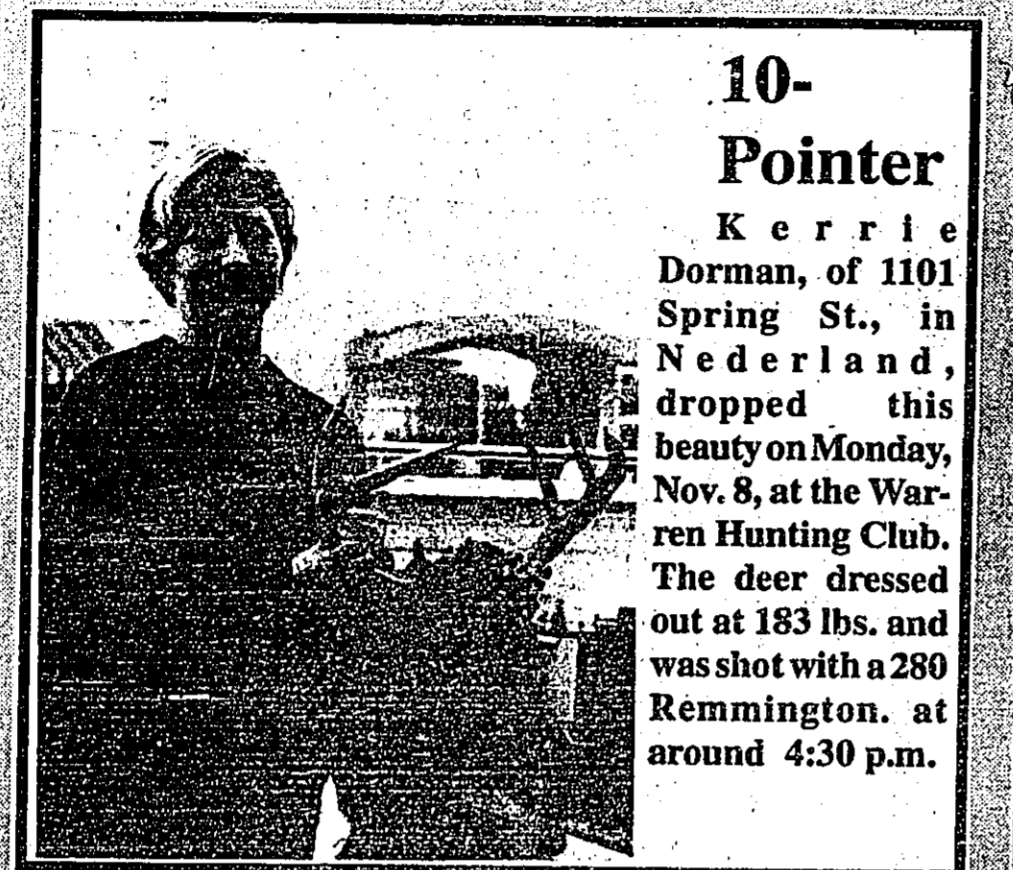 10-
Pointer
Kerrie
Dorman, of 1101
Spring St., in
Nederland,
dropped this
beauty on Monday,
Nov. 8, at the War-
ren Hunting Club.
The deer dressed
out at 183 lbs. and
was shot with a 280
Remmington. at
around 4:30 p.m.